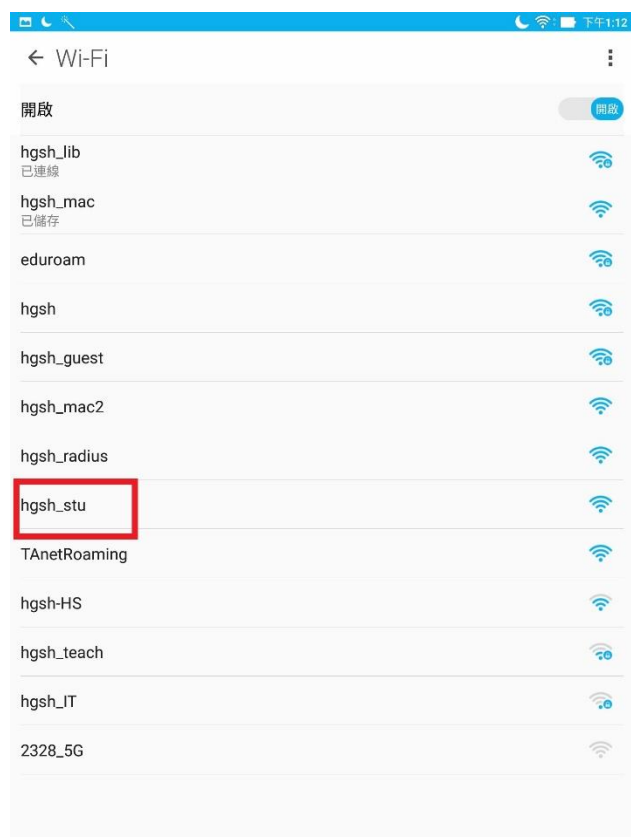 下午1:12
Wi-Fi
開啟
開啟
hgsh_lib
已連線
hgsh_mac
已儲存
eduroam
hgsh
hgsh_guest
hgsh_mac2
hgsh_radius
hgsh_stu
TAnetRoaming
hgsh-HS
hgsh_teach
hgsh_IT
2328_5G